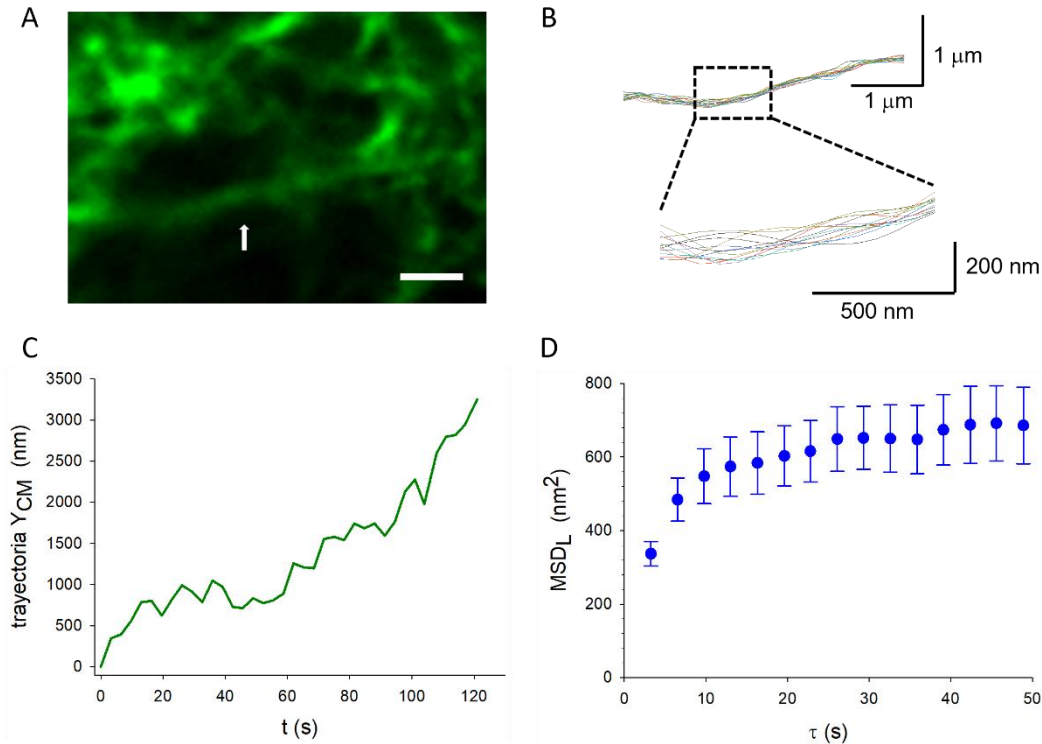 A
B
1 μm
1 μm
200 nm
500 nm
C
trayectoria Y_CM (nm)
3500
3000
2500
2000
1500
1000
500
0
0 20 40 60 80 100 120
t (s)
D
MSD_L (nm²)
800
600
400
200
0
0 10 20 30 40 50
τ (s)